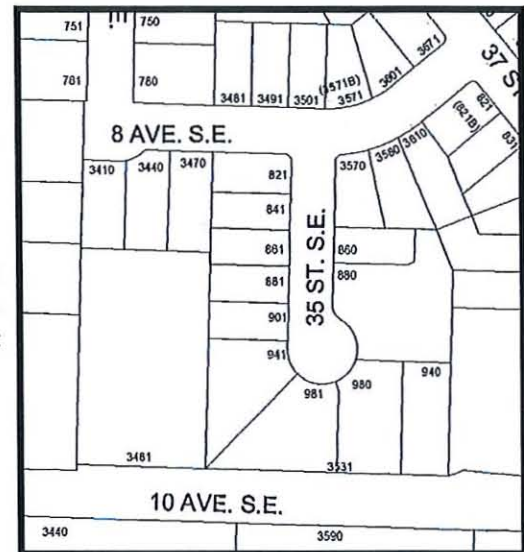 751 750
781 780
3481 3491 3501 (3571B) 3571 3601 3671
37 ST
8 AVE. S.E.
821 (821B) 831
3410 3440 3470 821 3570 3580 3610
841
861 860
881 880
35 ST. S.E.
901
941
981 980 940
3461 3531
10 AVE. S.E.
3440 3590